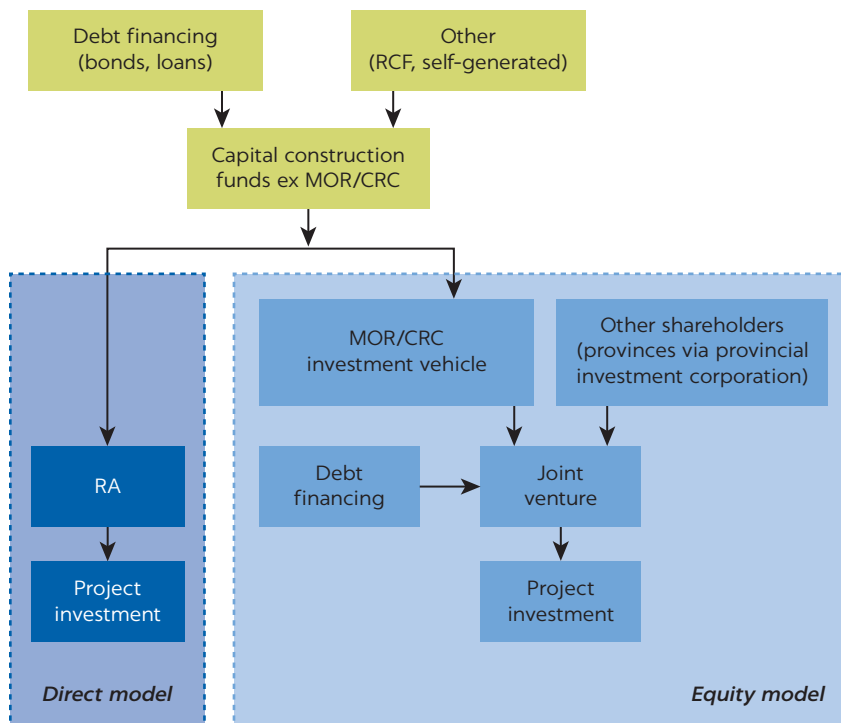 Debt financing
(bonds, loans)
Other
(RCF, self-generated)
Capital construction
funds ex MOR/CRC
MOR/CRC
investment vehicle
Other shareholders
(provinces via provincial
investment corporation)
RA
Debt
financing
Joint
venture
Project
investment
Project
investment
Direct model
Equity model